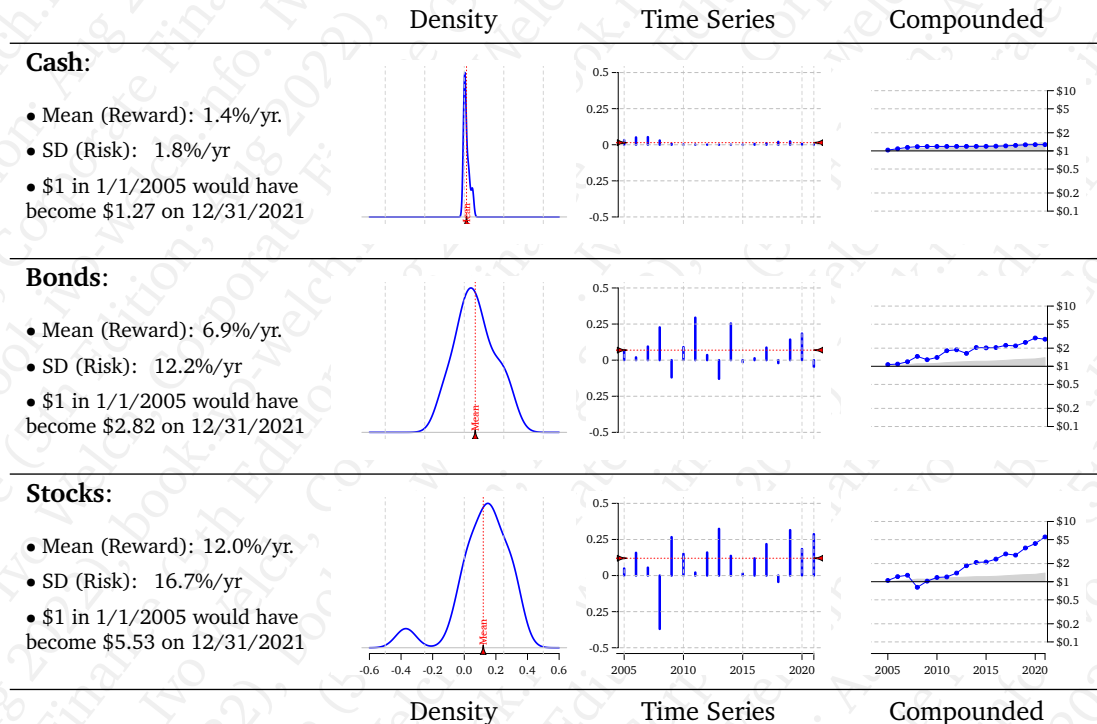 Density Time Series Compounded
Cash:
• Mean (Reward): 1.4%/yr.
• SD (Risk): 1.8%/yr
• $1 in 1/1/2005 would have
become $1.27 on 12/31/2021
Mean
0.5
0.25
0
0.25
-0.5
$10
$5
$2
$1
$0.5
$0.2
$0.1
Bonds:
• Mean (Reward): 6.9%/yr.
• SD (Risk): 12.2%/yr
• $1 in 1/1/2005 would have
become $2.82 on 12/31/2021
Mean
0.5
0.25
0
0.25
-0.5
$10
$5
$2
$1
$0.5
$0.2
$0.1
Stocks:
• Mean (Reward): 12.0%/yr.
• SD (Risk): 16.7%/yr
• $1 in 1/1/2005 would have
become $5.53 on 12/31/2021
Mean
-0.6 -0.4 -0.2 0.0 0.2 0.4 0.6
0.5
0.25
0
0.25
-0.5
2005 2010 2015 2020
$10
$5
$2
$1
$0.5
$0.2
$0.1
2005 2010 2015 2020
Density Time Series Compounded